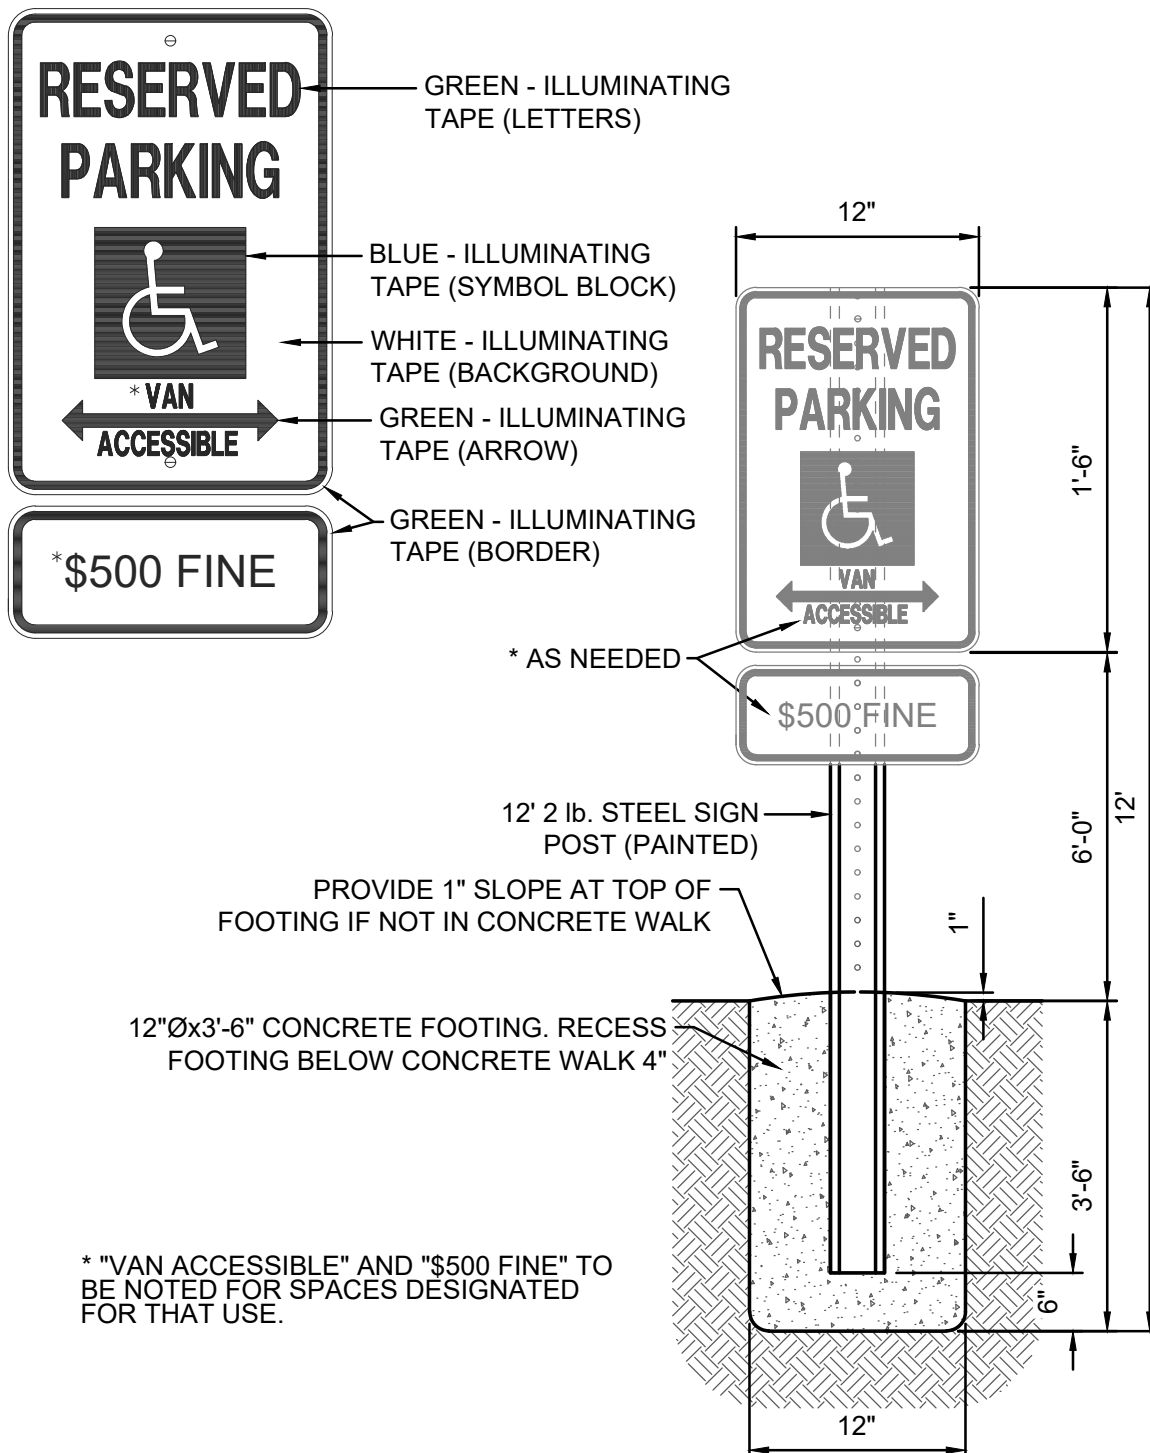 RESERVED
PARKING
* VAN
ACCESSIBLE
*$500 FINE
GREEN - ILLUMINATING
TAPE (LETTERS)
BLUE - ILLUMINATING
TAPE (SYMBOL BLOCK)
WHITE - ILLUMINATING
TAPE (BACKGROUND)
GREEN - ILLUMINATING
TAPE (ARROW)
GREEN - ILLUMINATING
TAPE (BORDER)
12"
RESERVED
PARKING
VAN
ACCESSIBLE
$500 FINE
1'-6"
* AS NEEDED
12'
6'-0"
12' 2 lb. STEEL SIGN
POST (PAINTED)
PROVIDE 1" SLOPE AT TOP OF
FOOTING IF NOT IN CONCRETE WALK
1"
12"Øx3'-6" CONCRETE FOOTING. RECESS
FOOTING BELOW CONCRETE WALK 4"
3'-6"
6"
12"
* "VAN ACCESSIBLE" AND "$500 FINE" TO
BE NOTED FOR SPACES DESIGNATED
FOR THAT USE.